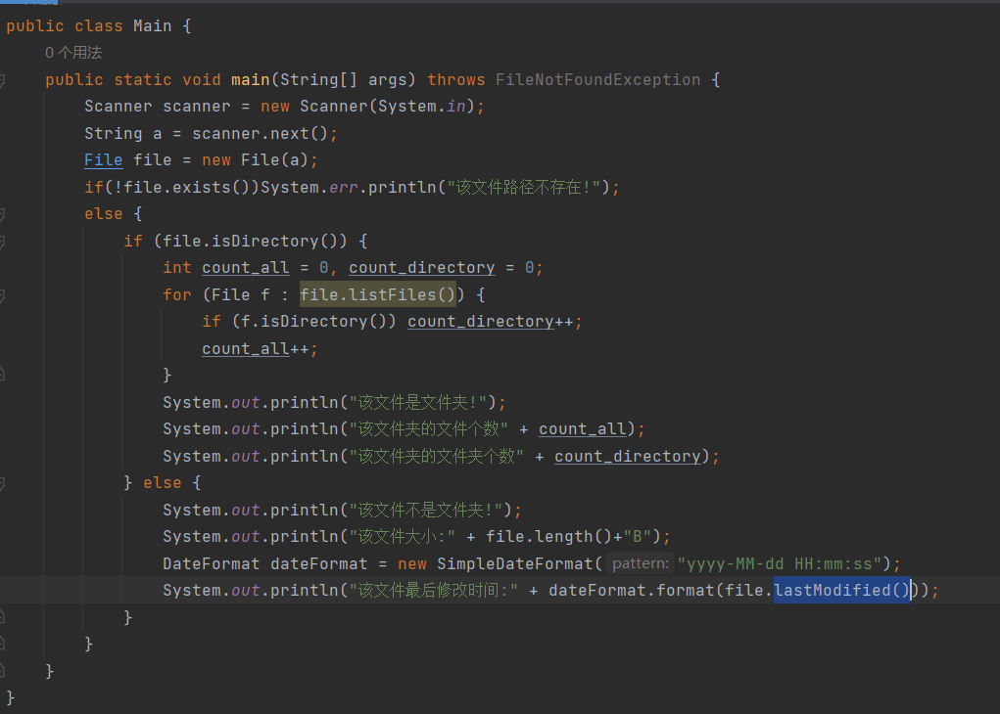 public class Main {
0 个用法
public static void main(String[] args) throws FileNotFoundException {
Scanner scanner = new Scanner(System.in);
String a = scanner.next();
File file = new File(a);
if(!file.exists())System.err.println("该文件路径不存在!");
else {
if (file.isDirectory()) {
int count_all = 0, count_directory = 0;
for (File f : file.listFiles()) {
if (f.isDirectory()) count_directory++;
count_all++;
}
System.out.println("该文件是文件夹!");
System.out.println("该文件夹的文件个数" + count_all);
System.out.println("该文件夹的文件夹个数" + count_directory);
} else {
System.out.println("该文件不是文件夹!");
System.out.println("该文件大小:" + file.length()+"B");
DateFormat dateFormat = new SimpleDateFormat( pattern: "yyyy-MM-dd HH:mm:ss");
System.out.println("该文件最后修改时间:" + dateFormat.format(file.lastModified()));
}
}
}
}